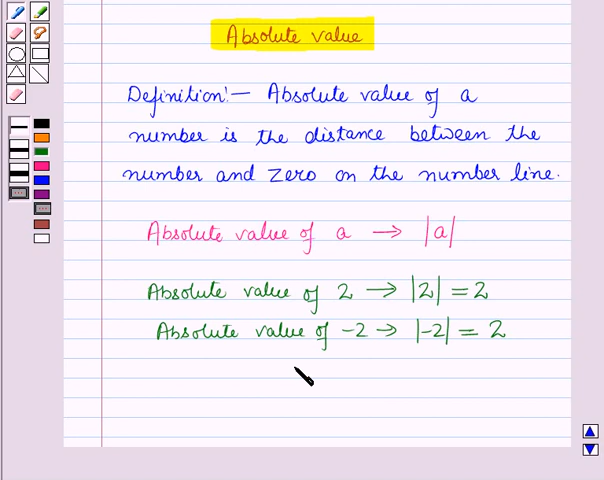 Absolute value
Definition:- Absolute value of a
number is the distance between the
number and zero on the number line.
Absolute value of a → |a|
Absolute value of 2 → |2| = 2
Absolute value of -2 → |-2| = 2